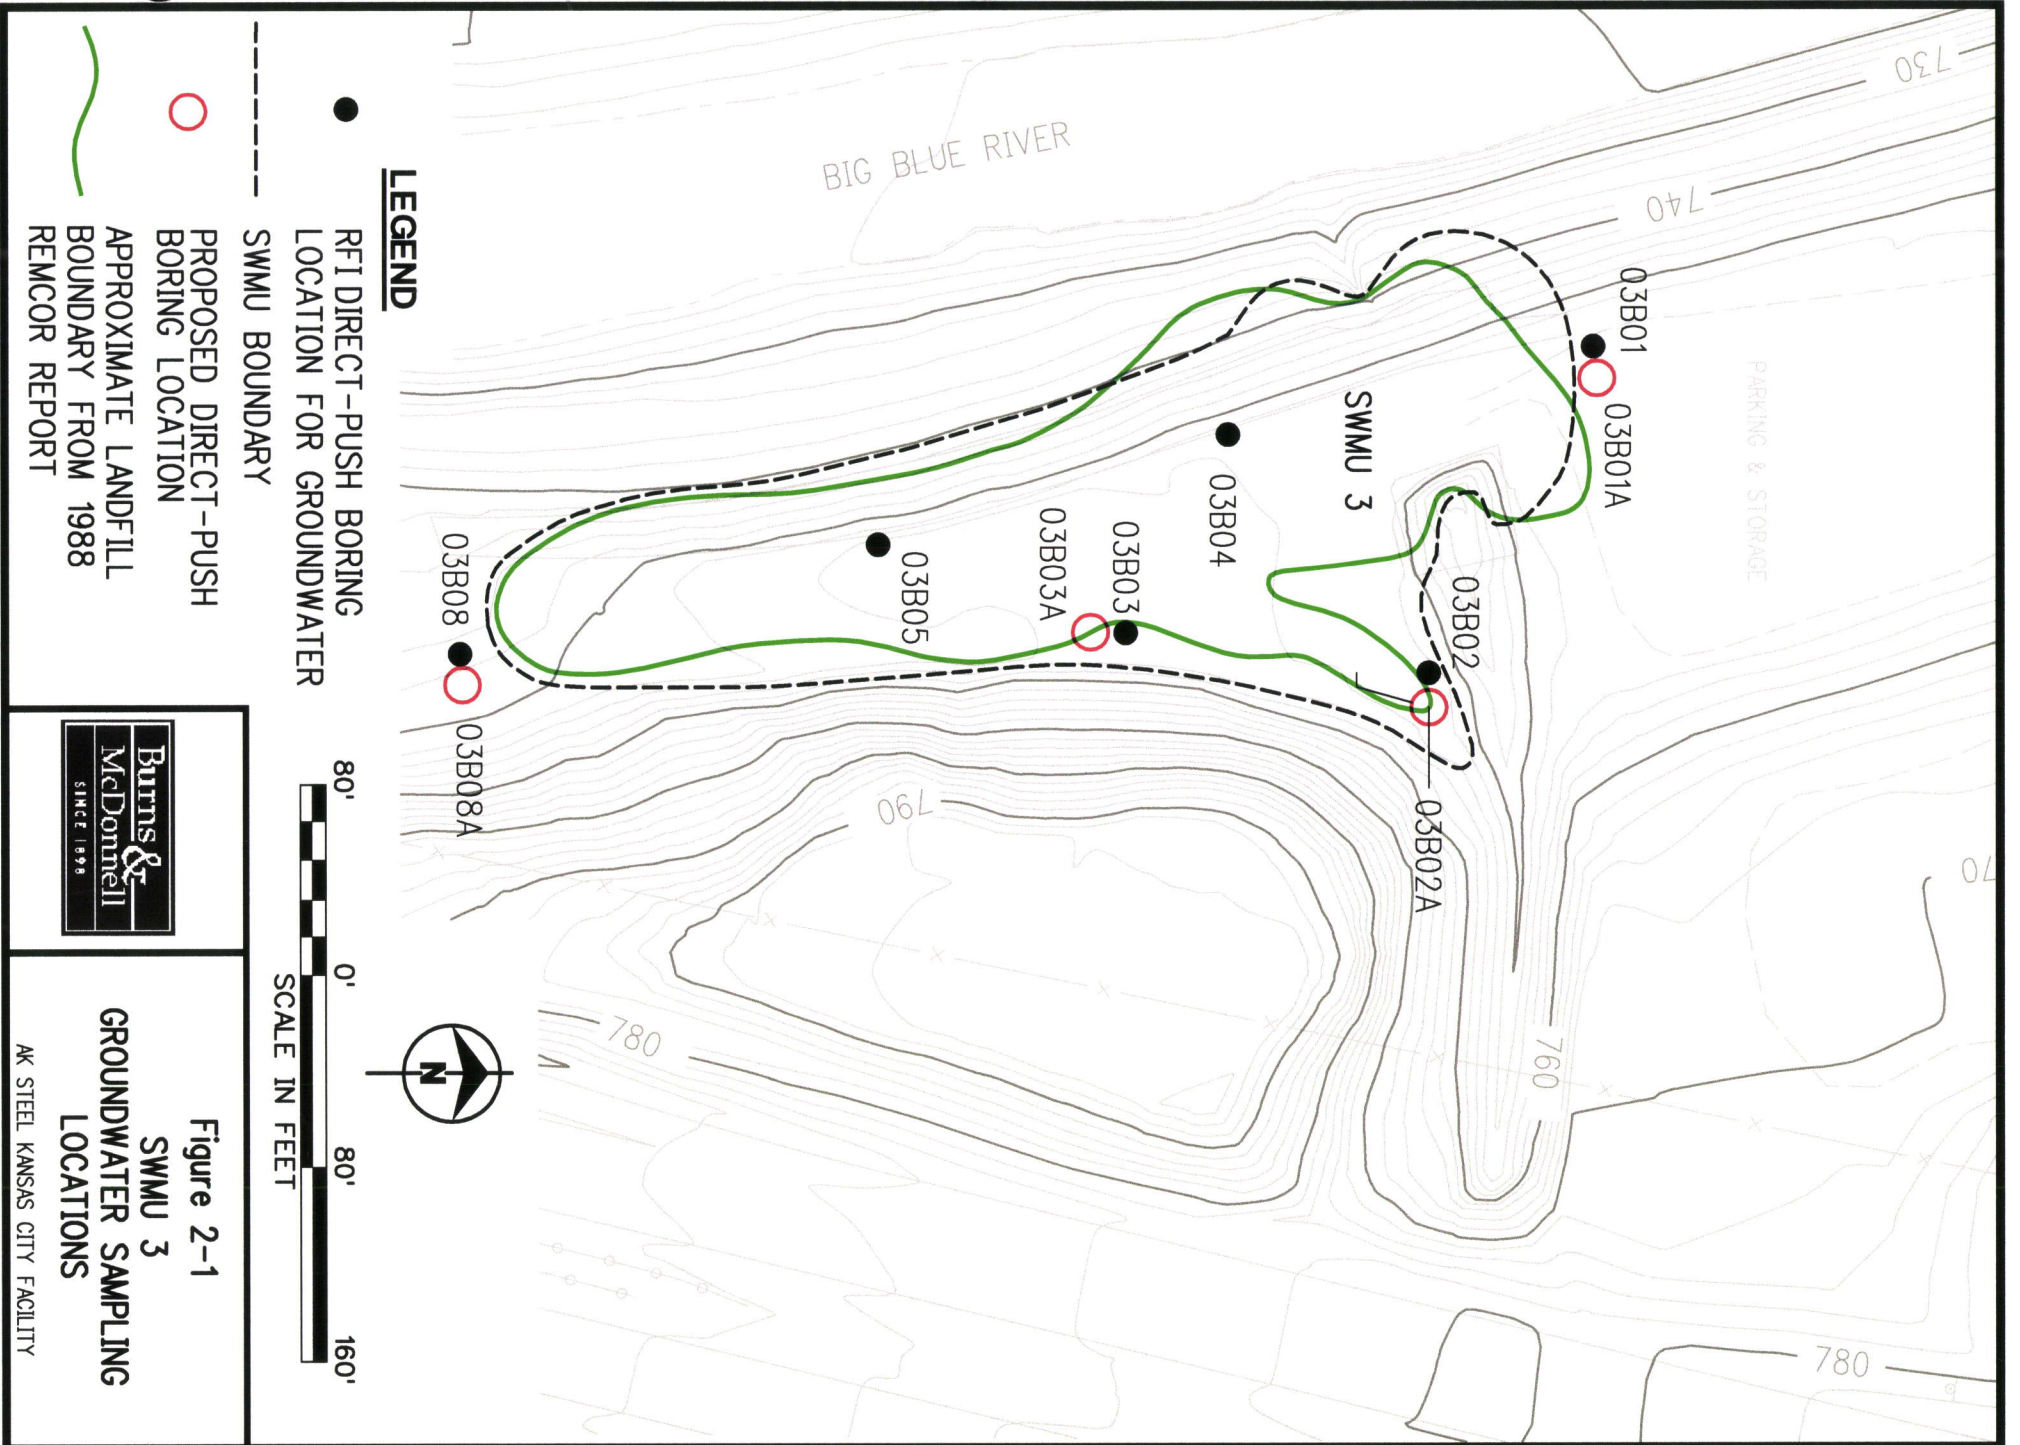 730
740
BIG BLUE RIVER
03B01
03B01A
PARKING & STORAGE
SWMU 3
03B04
03B02
03B03
03B03A
03B05
03B08
03B02A
03B08A
790
70
780
760
780
LEGEND
RFI DIRECT-PUSH BORING
LOCATION FOR GROUNDWATER
SWMU BOUNDARY
PROPOSED DIRECT-PUSH
BORING LOCATION
APPROXIMATE LANDFILL
BOUNDARY FROM 1988
REMCOR REPORT
80' 0' 80' 160'
SCALE IN FEET
N
Burns &
McDonnell
SINCE 1898
Figure 2-1
SWMU 3
GROUNDWATER SAMPLING
LOCATIONS
AK STEEL KANSAS CITY FACILITY